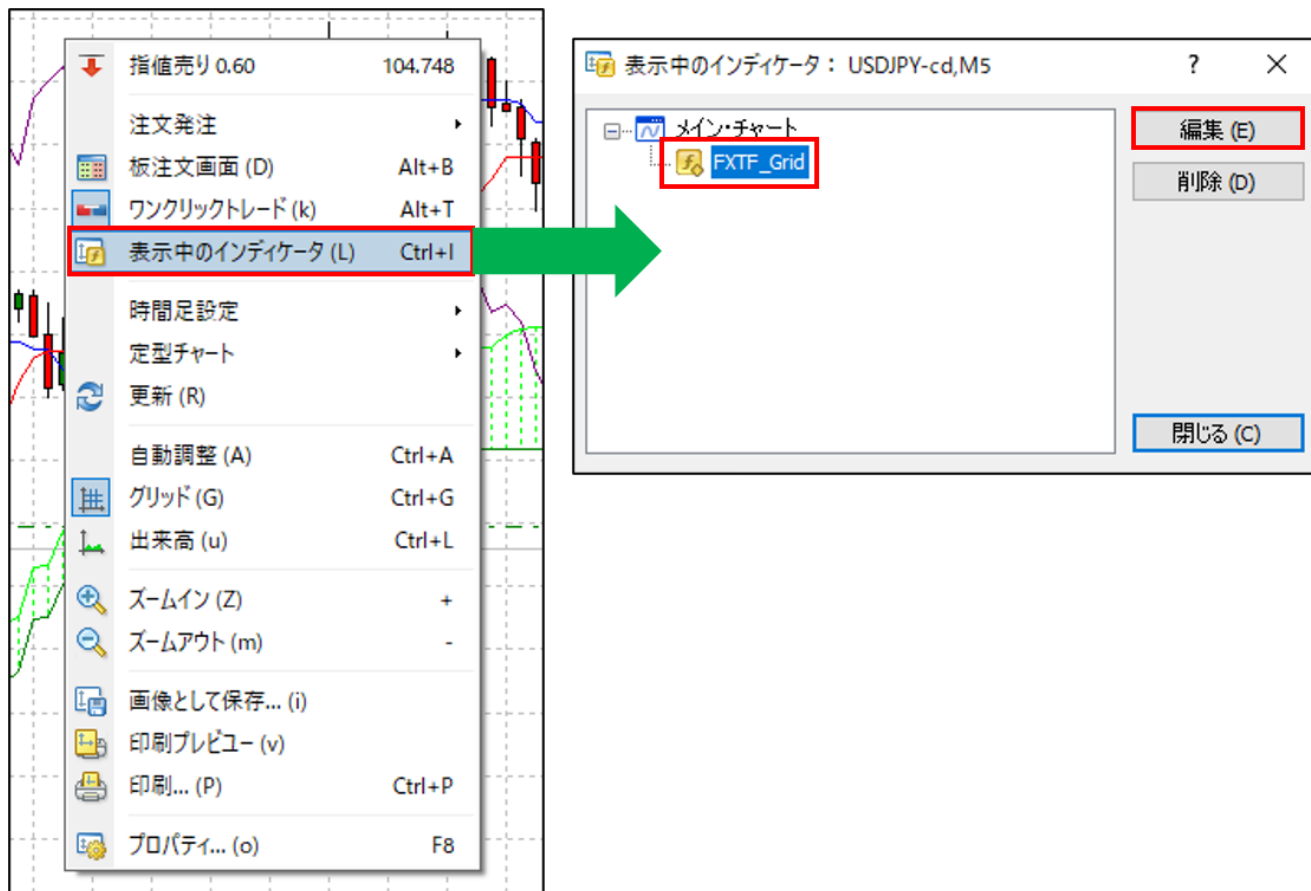 指値売り 0.60 104.748
注文発注
板注文画面 (D) Alt+B
ワンクリックトレード (k) Alt+T
表示中のインディケータ (L) Ctrl+I
時間足設定
定型チャート
更新 (R)
自動調整 (A) Ctrl+A
グリッド (G) Ctrl+G
出来高 (u) Ctrl+L
ズームイン (Z) +
ズームアウト (m) -
画像として保存... (i)
印刷プレビュー (v)
印刷... (P) Ctrl+P
プロパティ... (o) F8
表示中のインディケータ： USDJPY-cd,M5
メイン・チャート
FXTF_Grid
編集 (E)
削除 (D)
閉じる (C)